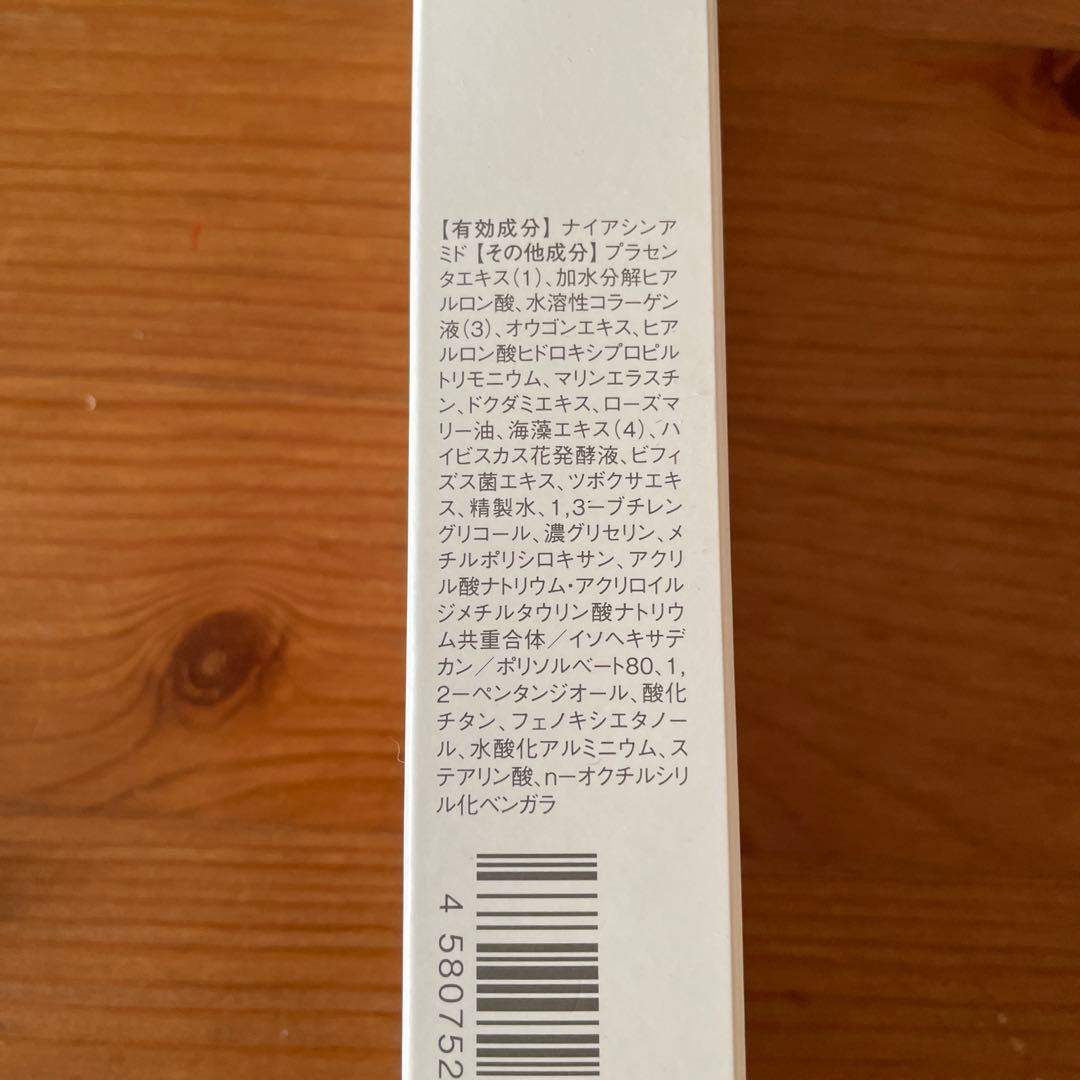 【有効成分】ナイアシンア
ミド【その他成分】プラセン
タエキス(1)、加水分解ヒア
ルロン酸、水溶性コラーゲン
液(3)、オウゴンエキス、ヒア
ルロン酸ヒドロキシプロピル
トリモニウム、マリンエラスチ
ン、ドクダミエキス、ローズマ
リー油、海藻エキス(4)、ハ
イビスカス花発酵液、ビフィ
ズス菌エキス、ツボクサエキ
ス、精製水、1,3ーブチレン
グリコール、濃グリセリン、メ
チルポリシロキサン、アクリ
ル酸ナトリウム・アクリロイル
ジメチルタウリン酸ナトリウ
ム共重合体／イソヘキサデ
カン／ポリソルベート80、1,
2ーペンタンジオール、酸化
チタン、フェノキシエタノー
ル、水酸化アルミニウム、ス
テアリン酸、nーオクチルシリ
ル化ベンガラ
4 580752